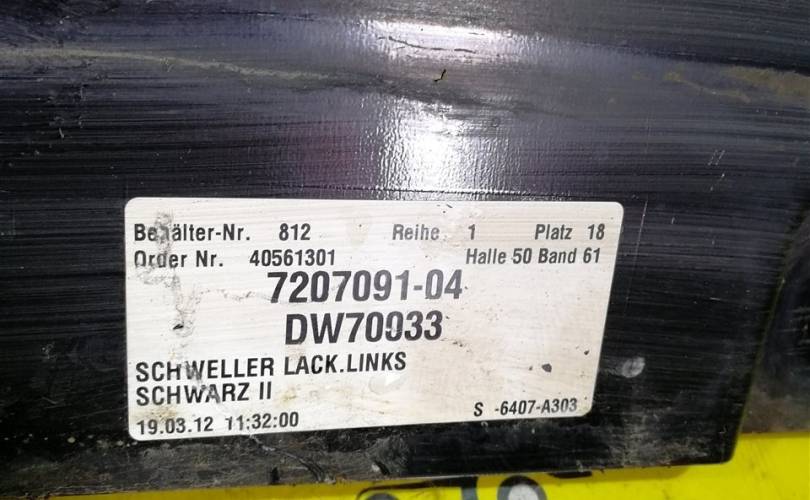 Behälter-Nr. 812 Reihe 1 Platz 18
Order Nr. 40561301 Halle 50 Band 61
7207091-04
DW70933
SCHWELLER LACK.LINKS
SCHWARZ II
19.03.12 11:32:00 S -6407-A303